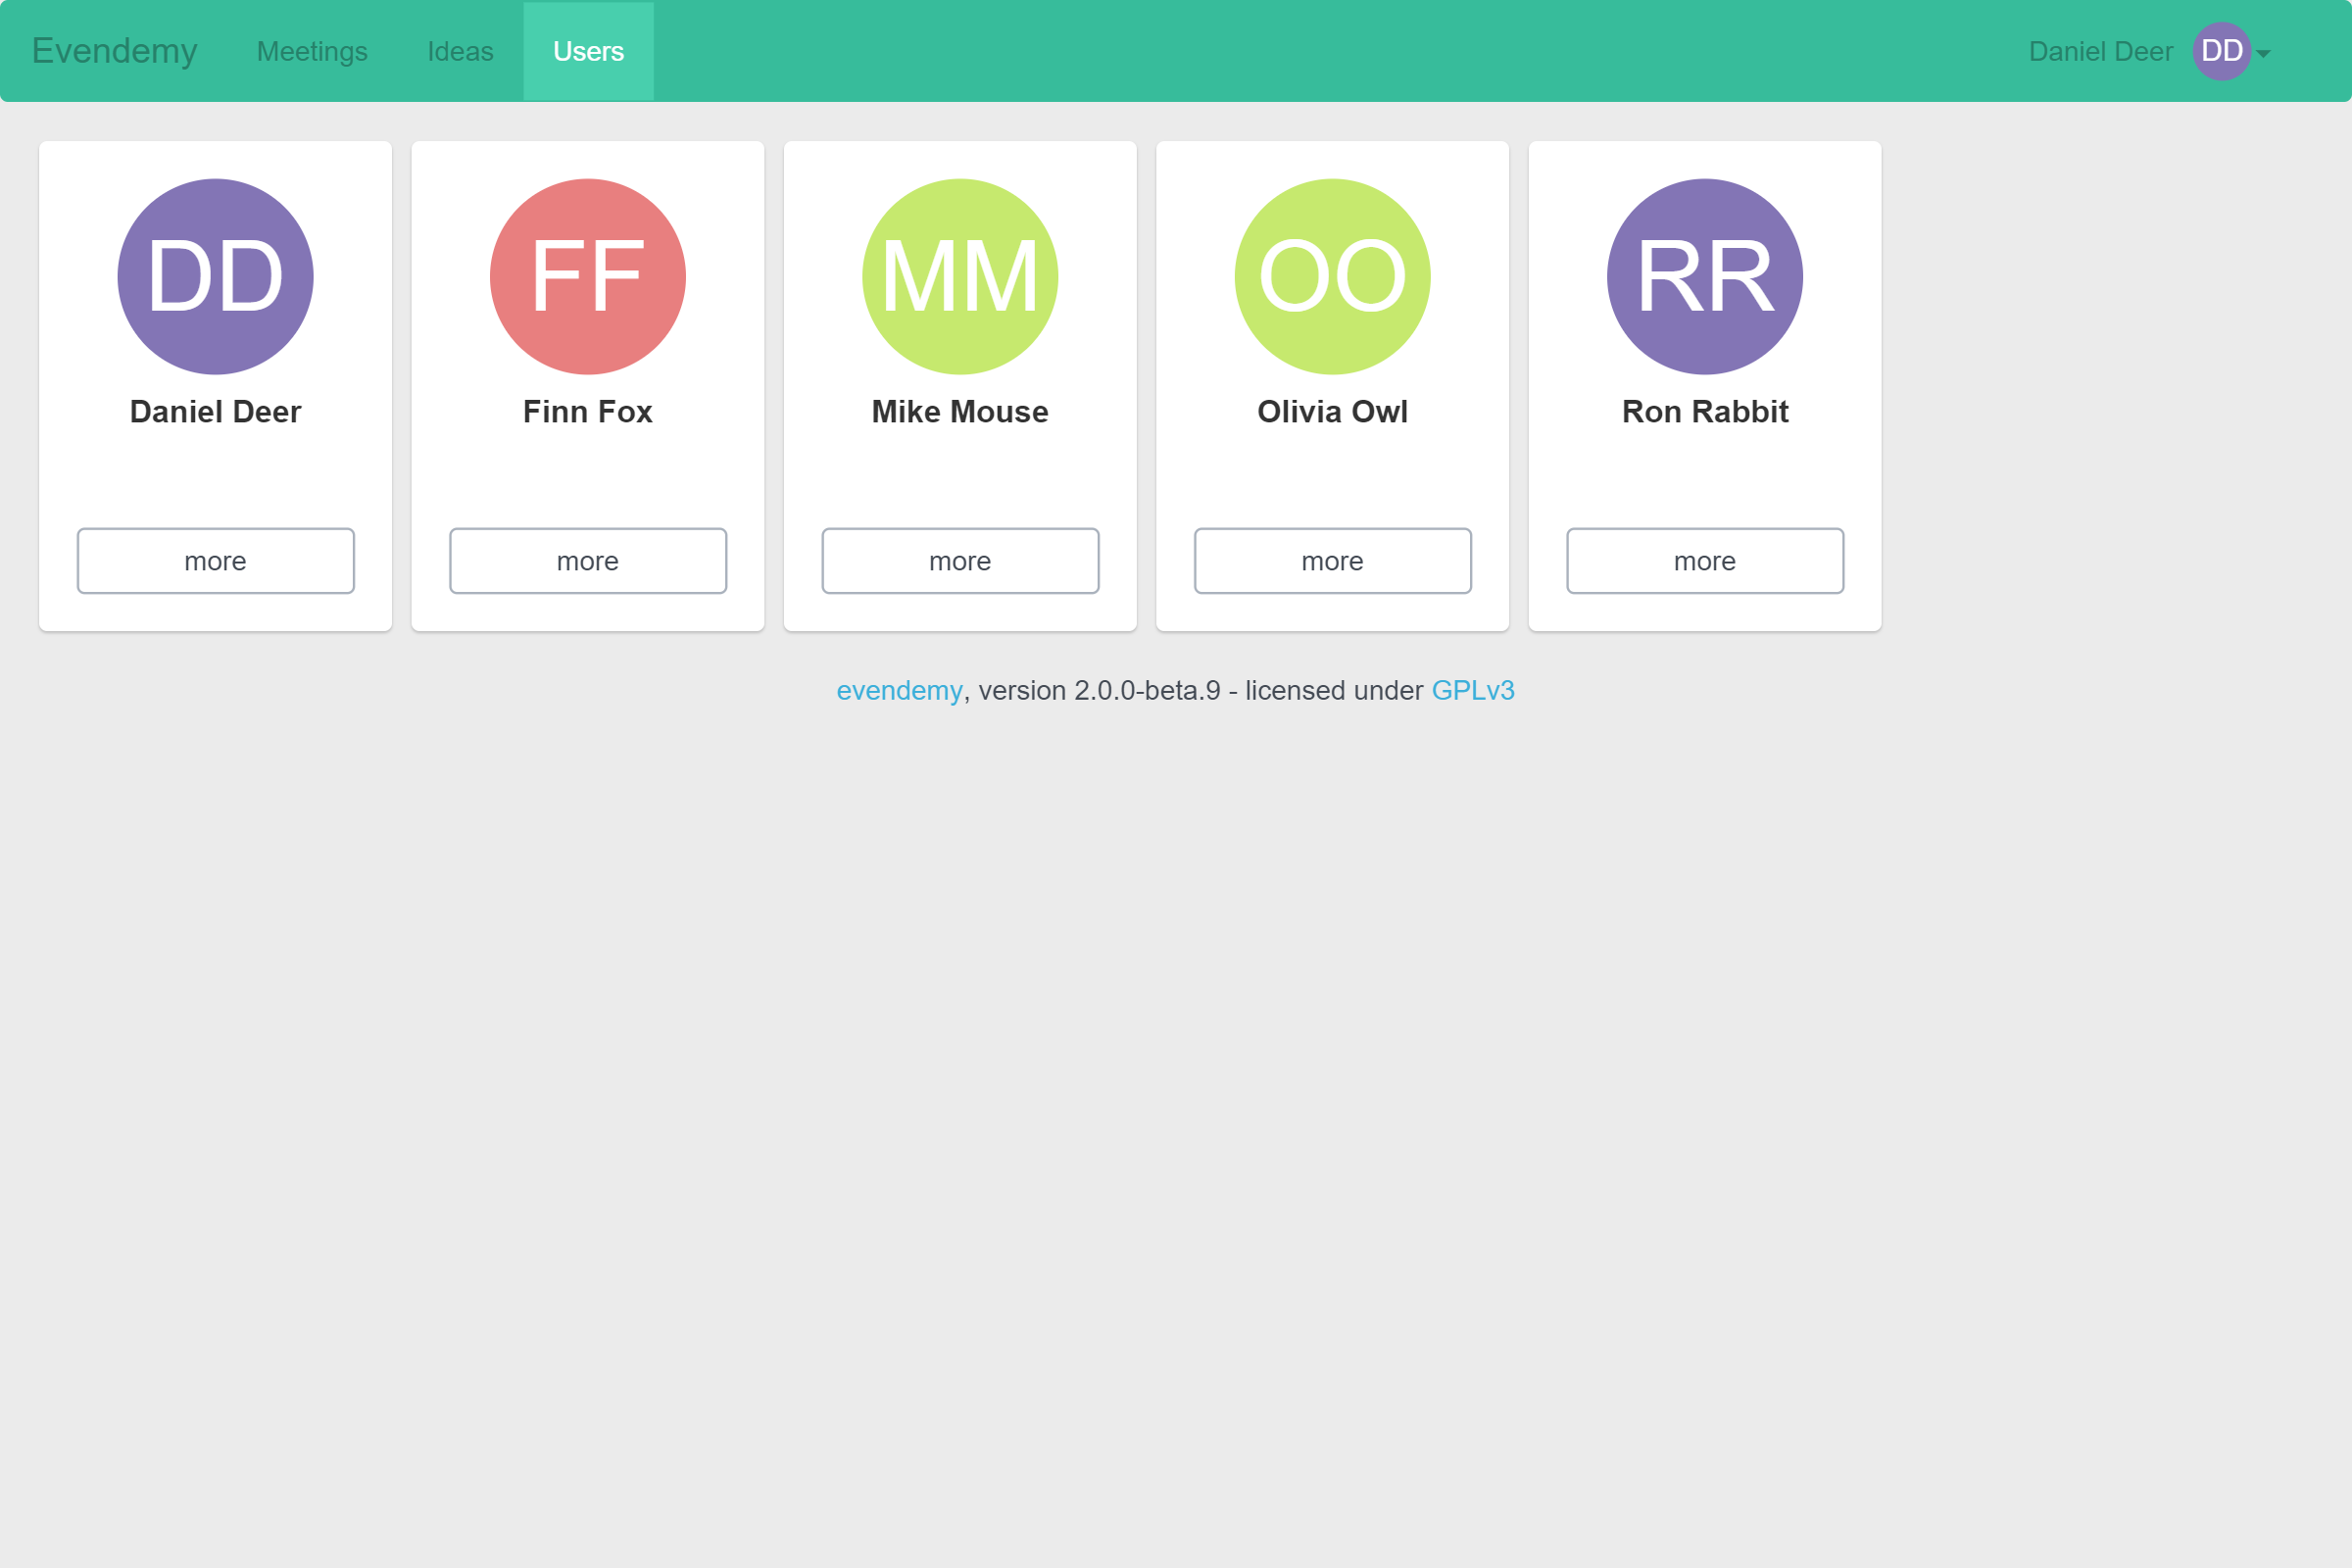 Evendemy Meetings Ideas Users Daniel Deer DD
DD FF MM OO RR
Daniel Deer Finn Fox Mike Mouse Olivia Owl Ron Rabbit
more more more more more
evendemy, version 2.0.0-beta.9 - licensed under GPLv3